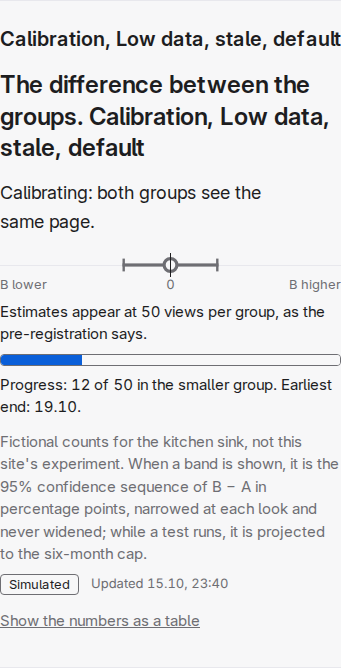 Calibration, Low data, stale, default
The difference between the
groups. Calibration, Low data,
stale, default
Calibrating: both groups see the
same page.
B lower
0
B higher
Estimates appear at 50 views per group, as the
pre-registration says.
Progress: 12 of 50 in the smaller group. Earliest
end: 19.10.
Fictional counts for the kitchen sink, not this
site's experiment. When a band is shown, it is the
95% confidence sequence of B − A in
percentage points, narrowed at each look and
never widened; while a test runs, it is projected
to the six-month cap.
Simulated
Updated 15.10, 23:40
Show the numbers as a table